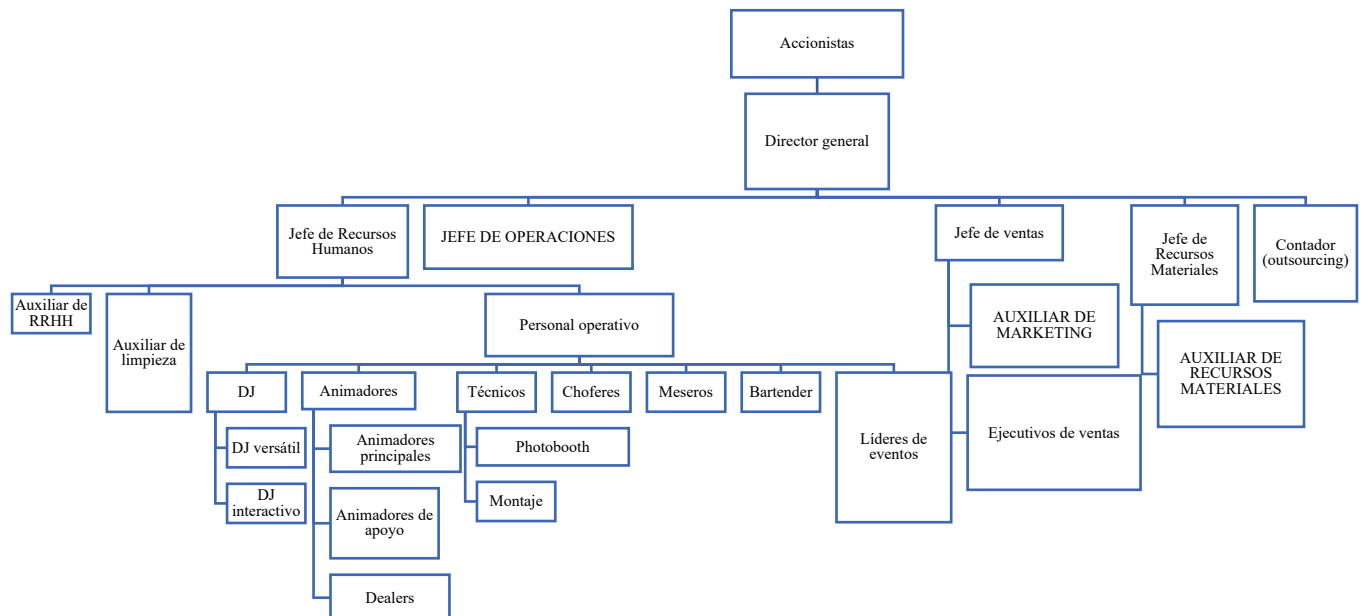 Accionistas
Director general
Jefe de Recursos
Humanos
JEFE DE OPERACIONES
Jefe de ventas
Jefe de
Recursos
Materiales
Contador
(outsourcing)
Auxiliar de
RRHH
Auxiliar de
limpieza
Personal operativo
AUXILIAR DE
MARKETING
AUXILIAR DE
RECURSOS
MATERIALES
DJ
Animadores
Técnicos
Choferes
Meseros
Bartender
Líderes de
eventos
Ejecutivos de ventas
DJ versátil
DJ
interactivo
Animadores
principales
Animadores de
apoyo
Dealers
Photobooth
Montaje